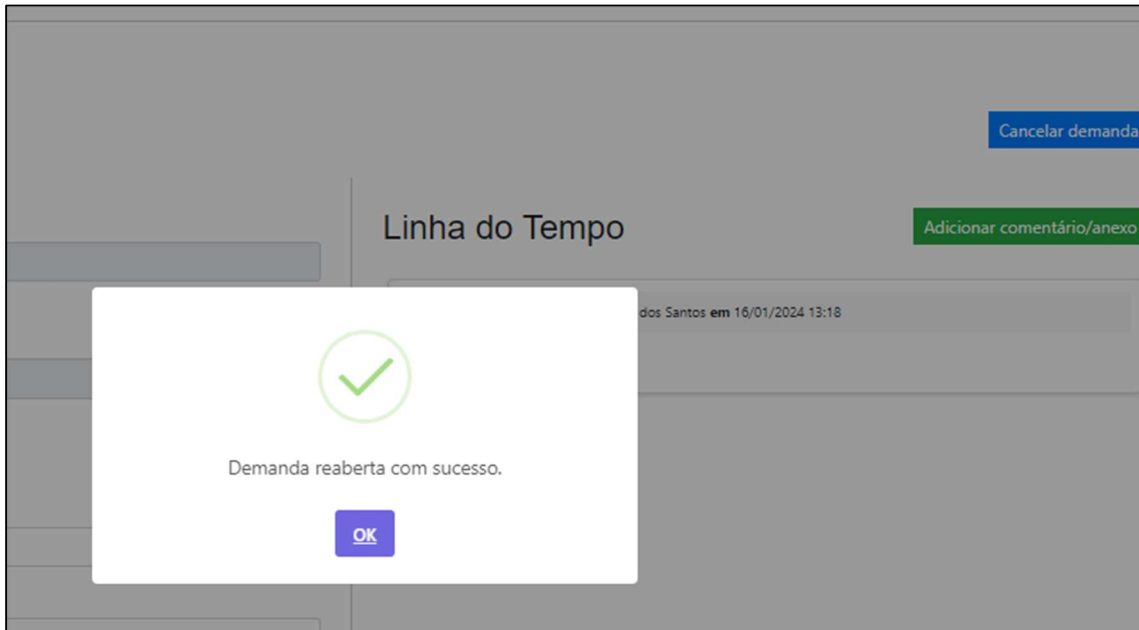 Cancelar demanda
Linha do Tempo
Adicionar comentário/anexo
dos Santos em 16/01/2024 13:18
Demanda reaberta com sucesso.
OK